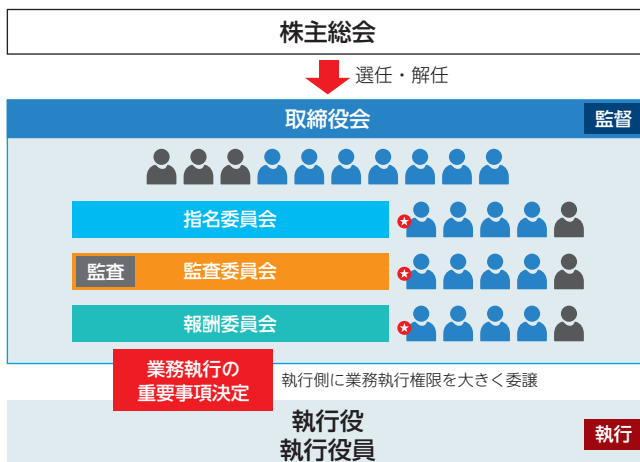 株主総会
選任・解任
取締役会
監督
指名委員会
監査
監査委員会
報酬委員会
業務執行の
重要事項決定
執行側に業務執行権限を大きく委譲
執行役
執行役員
執行